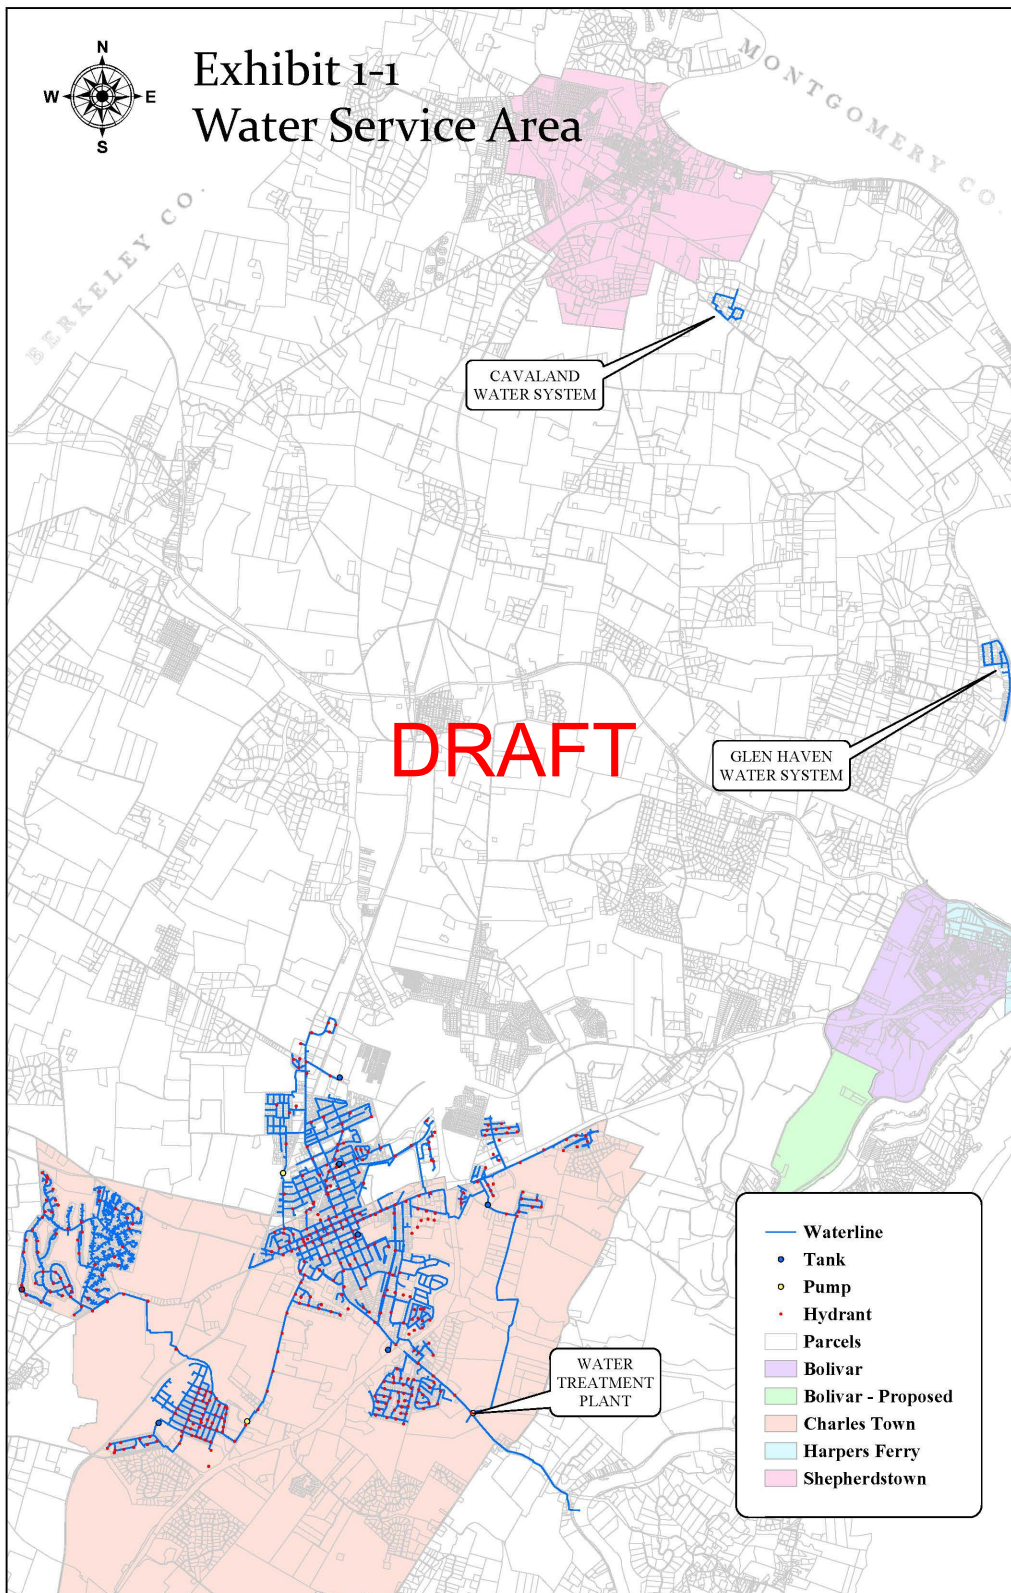 N
W E
S
Exhibit 1-1
Water Service Area
MONTGOMERY CO.
BERKELEY CO.
CAVALAND
WATER SYSTEM
DRAFT
GLEN HAVEN
WATER SYSTEM
WATER
TREATMENT
PLANT
Waterline
Tank
Pump
Hydrant
Parcels
Bolivar
Bolivar - Proposed
Charles Town
Harpers Ferry
Shepherdstown